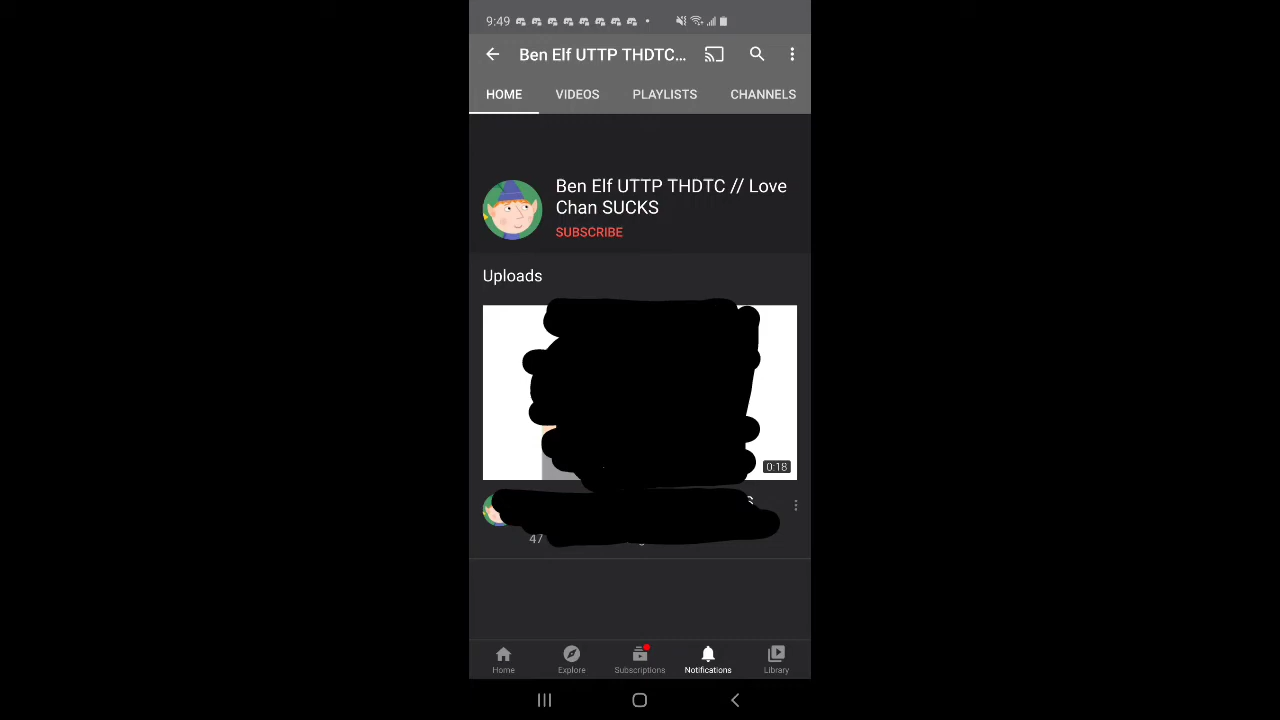 9:49
Ben Elf UTTP THDTC...
HOME VIDEOS PLAYLISTS CHANNELS
Ben Elf UTTP THDTC // Love
Chan SUCKS
SUBSCRIBE
Uploads
0:18
47
Home Explore Subscriptions Notifications Library